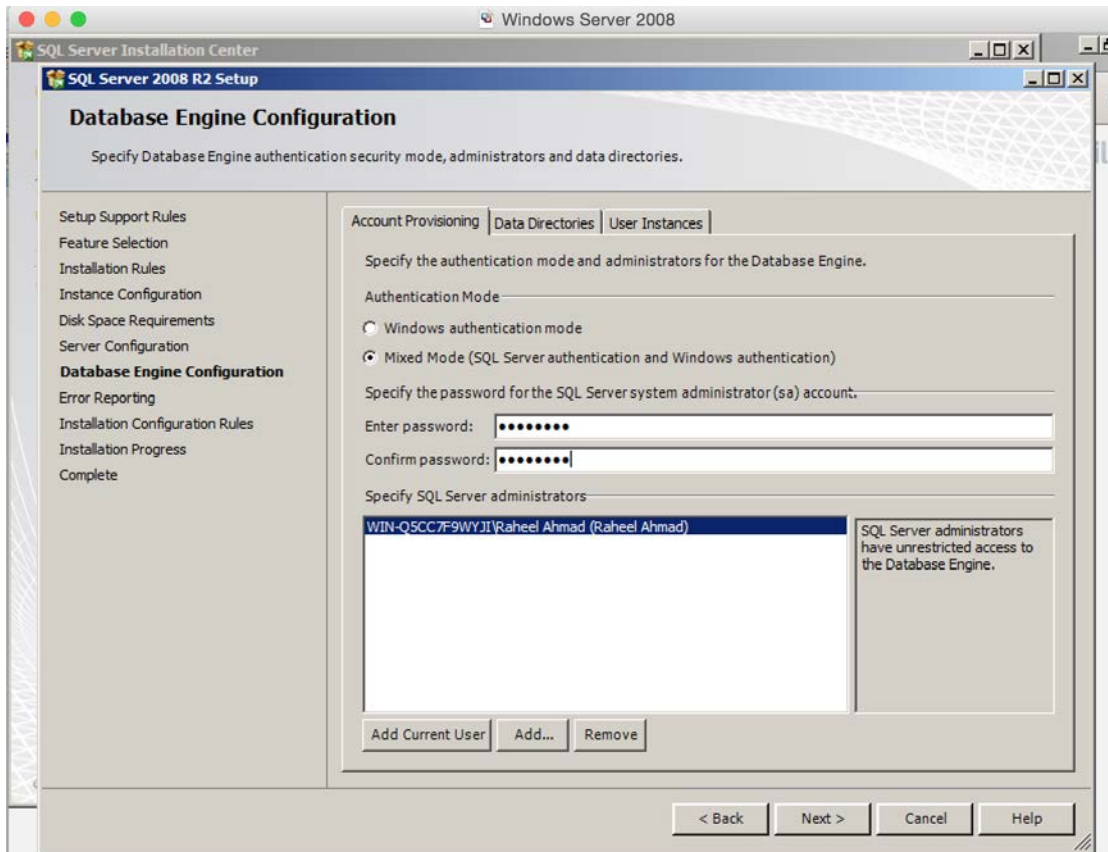 Windows Server 2008
SQL Server Installation Center
SQL Server 2008 R2 Setup
Database Engine Configuration
Specify Database Engine authentication security mode, administrators and data directories.
Setup Support Rules
Feature Selection
Installation Rules
Instance Configuration
Disk Space Requirements
Server Configuration
Database Engine Configuration
Error Reporting
Installation Configuration Rules
Installation Progress
Complete
Account Provisioning Data Directories User Instances
Specify the authentication mode and administrators for the Database Engine.
Authentication Mode
Windows authentication mode
Mixed Mode (SQL Server authentication and Windows authentication)
Specify the password for the SQL Server system administrator (sa) account.
Enter password: ••••••••
Confirm password: ••••••••
Specify SQL Server administrators
WIN-Q5CC7F9WYJI\Raheel Ahmad (Raheel Ahmad)
SQL Server administrators
have unrestricted access to
the Database Engine.
Add Current User Add... Remove
< Back Next > Cancel Help